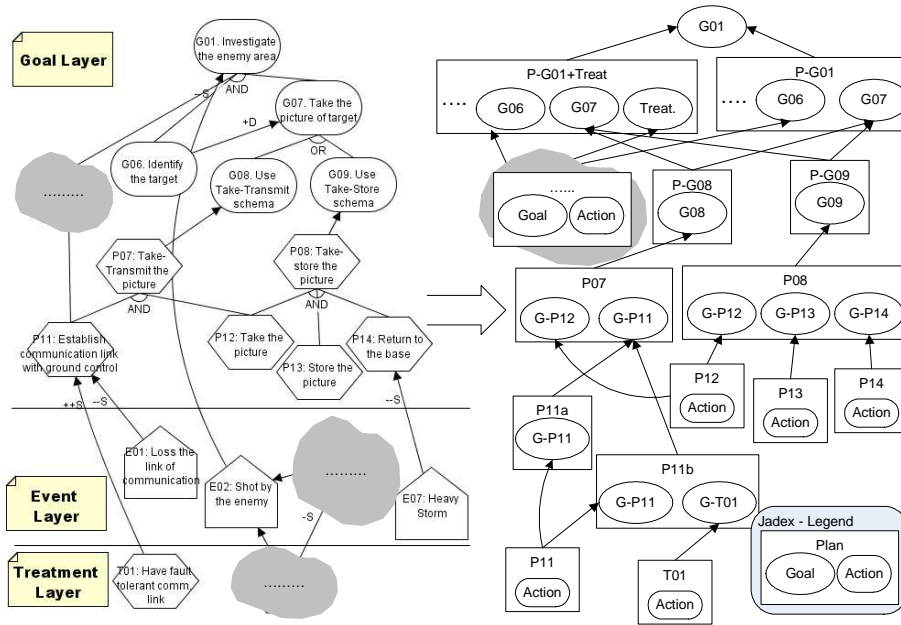 Goal Layer
G01. Investigate
the enemy area
--S
AND
G07. Take the
picture of target
+D
OR
G06. Identify
the target
.........
G08. Use
Take-Transmit
schema
G09. Use
Take-Store
schema
P07: Take-
Transmit the
picture
P08: Take-
store the
picture
AND
AND
P11: Establish
communication link
with ground control
P12: Take the
picture
P13: Store the
picture
P14: Return to
the base
++S
--S
--S
Event
Layer
E01: Loss the
link of
communication
E02: Shot by
the enemy
.........
E07: Heavy
Storm
-S
Treatment
Layer
T01: Have fault
tolerant comm.
link
.........
G01
P-G01+Treat
....
G06
G07
Treat.
P-G01
....
G06
G07
......
Goal
Action
P-G08
G08
P-G09
G09
P07
G-P12
G-P11
P08
G-P12
G-P13
G-P14
P12
Action
P13
Action
P14
Action
P11a
G-P11
P11b
G-P11
G-T01
P11
Action
T01
Action
Jadex - Legend
Plan
Goal
Action